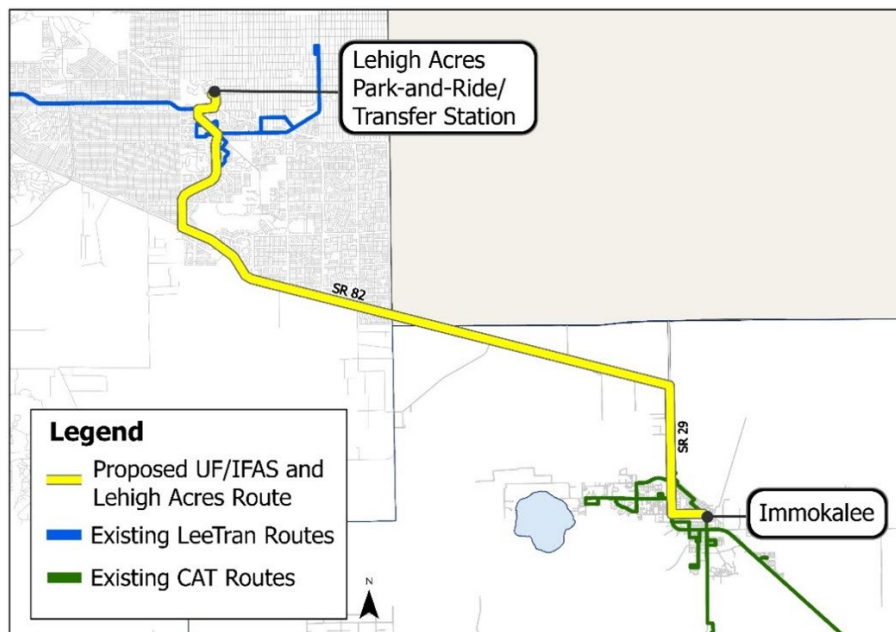 Lehigh Acres
Park-and-Ride/
Transfer Station
SR 82
SR 29
Legend
Proposed UF/IFAS and
Lehigh Acres Route
Existing LeeTran Routes
Existing CAT Routes
N
Immokalee